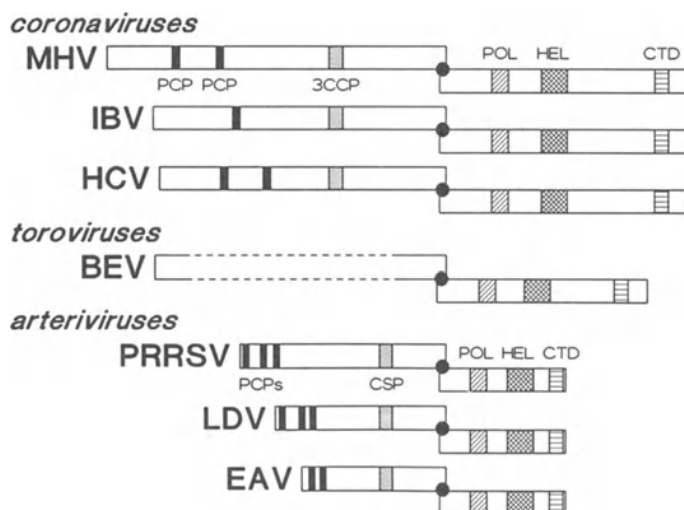 coronaviruses
MHV
POL HEL CTD
PCP PCP 3CCP
IBV
HCV
toroviruses
BEV
arteriviruses
PRRSV
POL HEL CTD
PCPs CSP
LDV
EAV